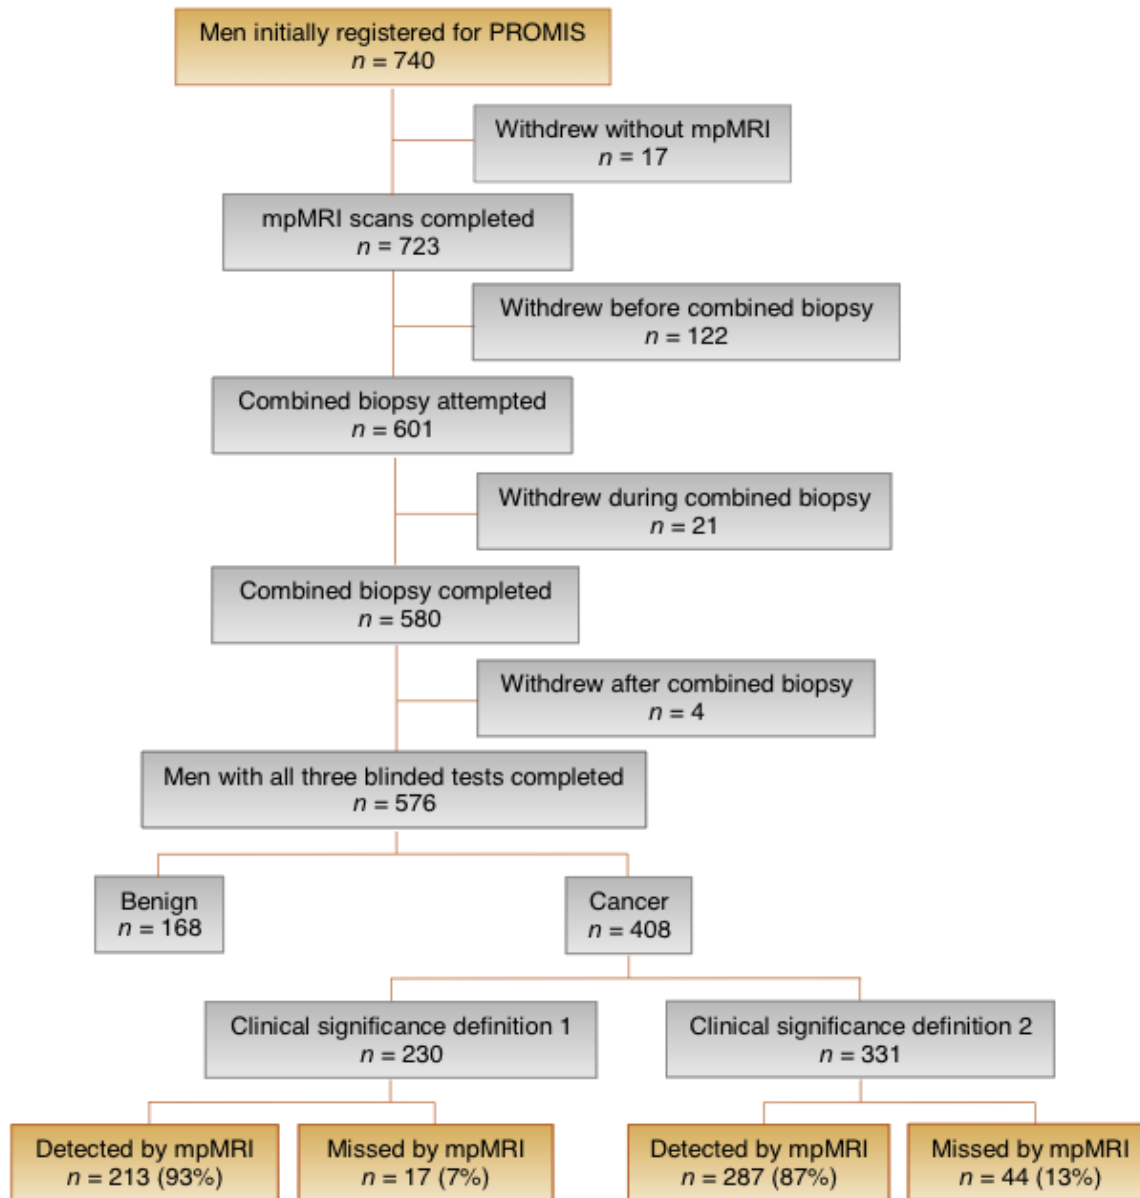 Men initially registered for PROMIS
n = 740
Withdrew without mpMRI
n = 17
mpMRI scans completed
n = 723
Withdrew before combined biopsy
n = 122
Combined biopsy attempted
n = 601
Withdrew during combined biopsy
n = 21
Combined biopsy completed
n = 580
Withdrew after combined biopsy
n = 4
Men with all three blinded tests completed
n = 576
Benign
n = 168
Cancer
n = 408
Clinical significance definition 1
n = 230
Clinical significance definition 2
n = 331
Detected by mpMRI
n = 213 (93%)
Missed by mpMRI
n = 17 (7%)
Detected by mpMRI
n = 287 (87%)
Missed by mpMRI
n = 44 (13%)